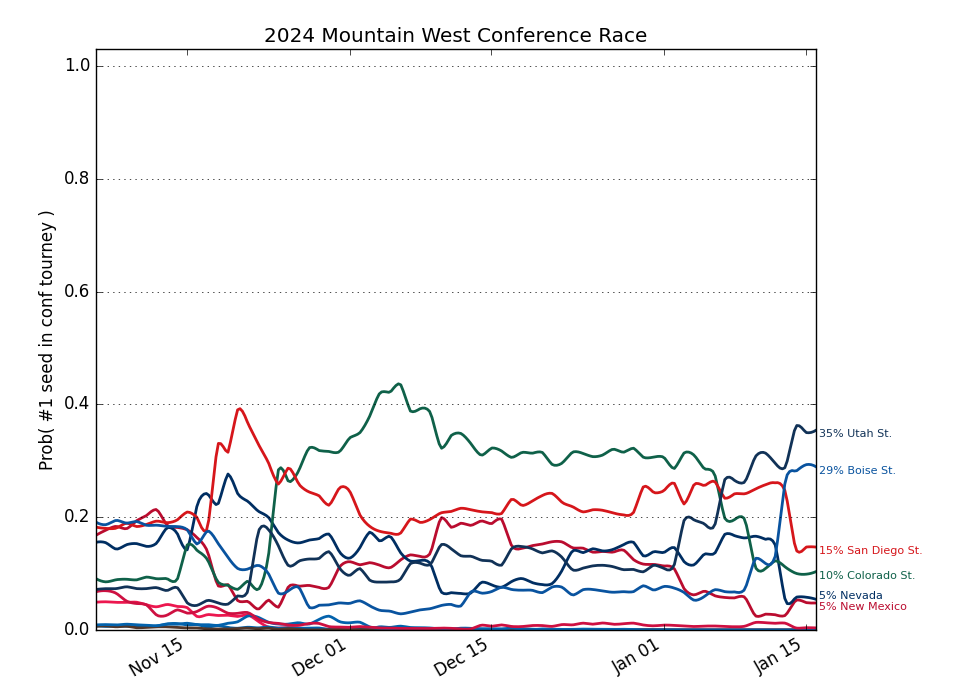 2024 Mountain West Conference Race
Prob( #1 seed in conf tourney )
1.0
0.8
0.6
0.4
0.2
0.0
Nov 15
Dec 01
Dec 15
Jan 01
Jan 15
35% Utah St.
29% Boise St.
15% San Diego St.
10% Colorado St.
5% Nevada
5% New Mexico